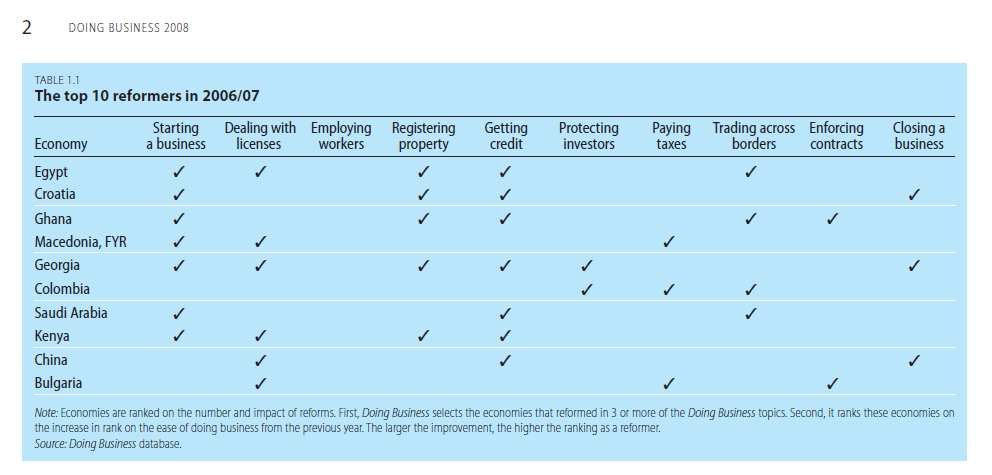 2 DOING BUSINESS 2008
TABLE 1.1
The top 10 reformers in 2006/07
Economy Starting a business Dealing with licenses Employing workers Registering property Getting credit Protecting investors Paying taxes Trading across borders Enforcing contracts Closing a business
Egypt ✓ ✓ ✓ ✓ ✓
Croatia ✓ ✓ ✓ ✓
Ghana ✓ ✓ ✓ ✓ ✓
Macedonia, FYR ✓ ✓ ✓
Georgia ✓ ✓ ✓ ✓ ✓ ✓
Colombia ✓ ✓ ✓
Saudi Arabia ✓ ✓ ✓
Kenya ✓ ✓ ✓ ✓
China ✓ ✓ ✓
Bulgaria ✓ ✓ ✓
Note: Economies are ranked on the number and impact of reforms. First, Doing Business selects the economies that reformed in 3 or more of the Doing Business topics. Second, it ranks these economies on
the increase in rank on the ease of doing business from the previous year. The larger the improvement, the higher the ranking as a reformer.
Source: Doing Business database.